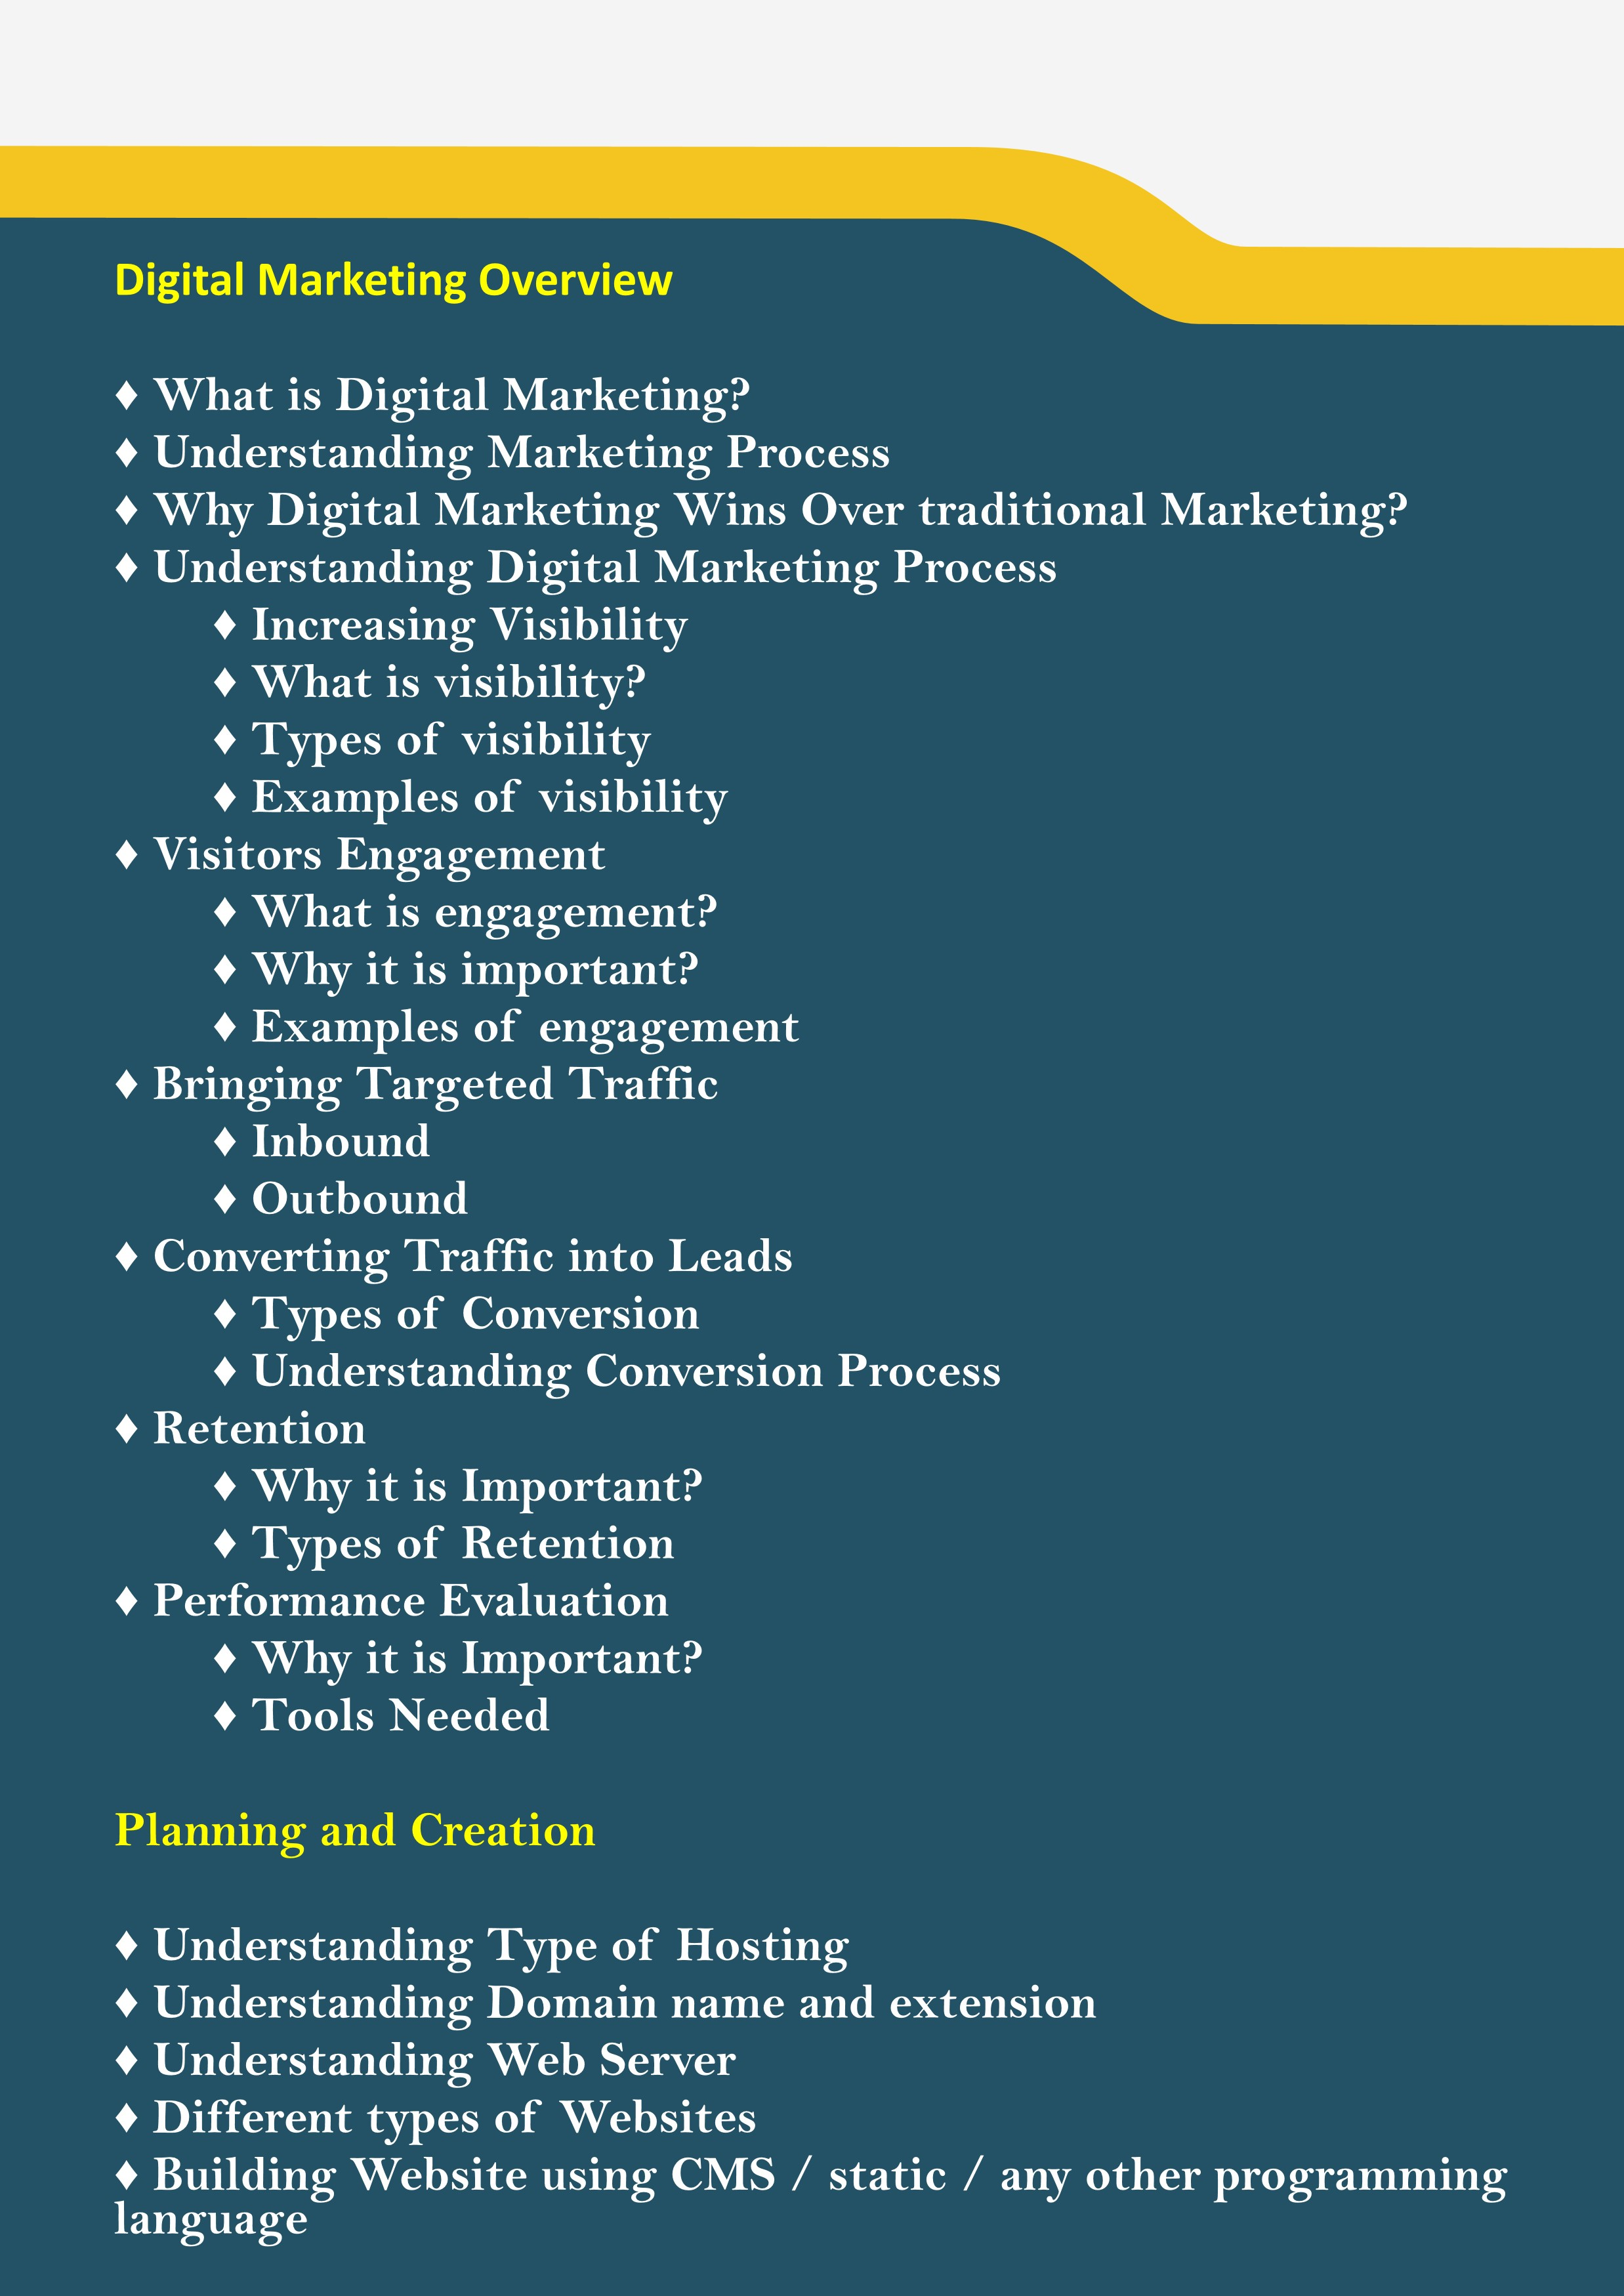 Digital Marketing Overview
♦ What is Digital Marketing?
♦ Understanding Marketing Process
♦ Why Digital Marketing Wins Over traditional Marketing?
♦ Understanding Digital Marketing Process
♦ Increasing Visibility
♦ What is visibility?
♦ Types of visibility
♦ Examples of visibility
♦ Visitors Engagement
♦ What is engagement?
♦ Why it is important?
♦ Examples of engagement
♦ Bringing Targeted Traffic
♦ Inbound
♦ Outbound
♦ Converting Traffic into Leads
♦ Types of Conversion
♦ Understanding Conversion Process
♦ Retention
♦ Why it is Important?
♦ Types of Retention
♦ Performance Evaluation
♦ Why it is Important?
♦ Tools Needed
Planning and Creation
♦ Understanding Type of Hosting
♦ Understanding Domain name and extension
♦ Understanding Web Server
♦ Different types of Websites
♦ Building Website using CMS / static / any other programming
language